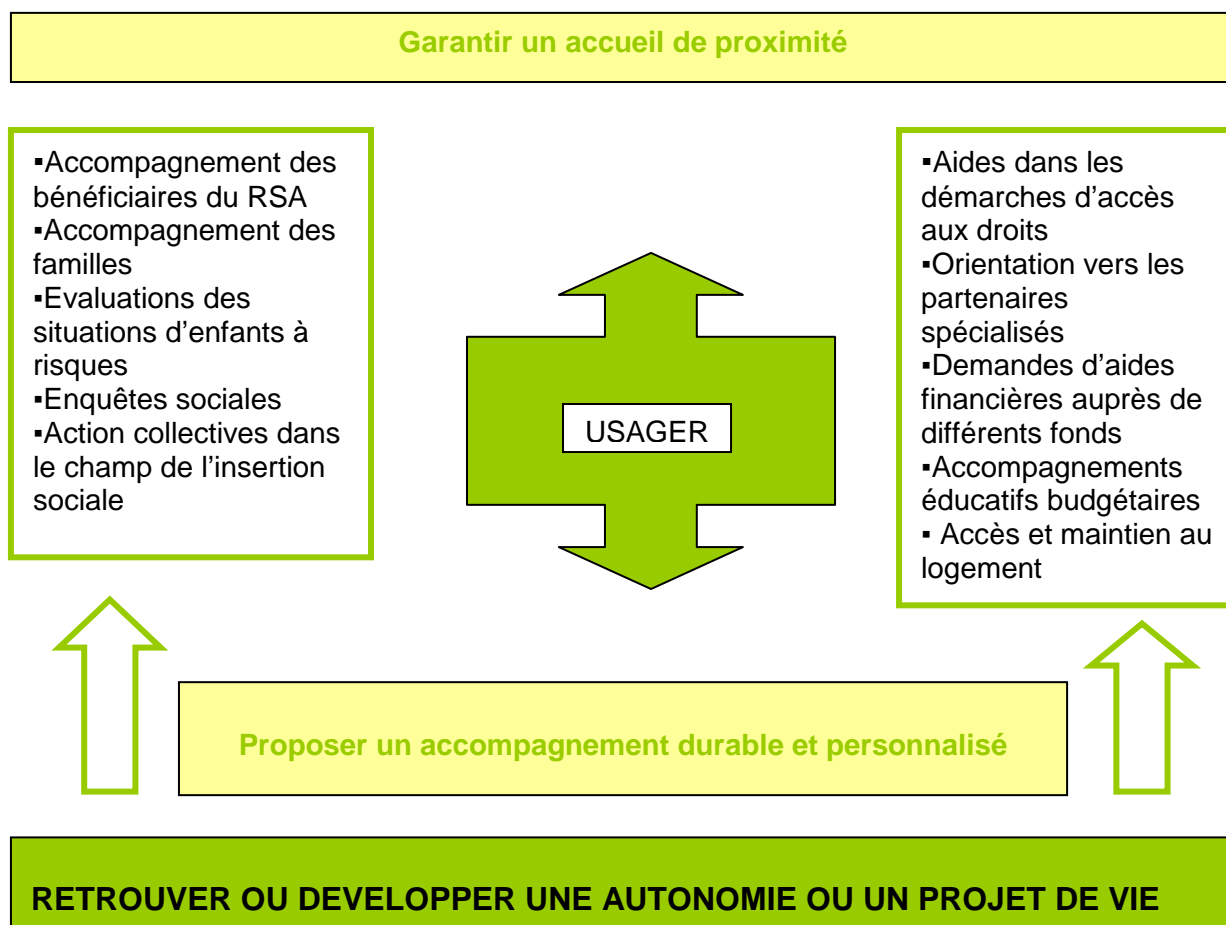 Garantir un accueil de proximité
▪Accompagnement des
bénéficiaires du RSA
▪Accompagnement des
familles
▪Evaluations des
situations d’enfants à
risques
▪Enquêtes sociales
▪Action collectives dans
le champ de l’insertion
sociale
USAGER
▪Aides dans les
démarches d’accès
aux droits
▪Orientation vers les
partenaires
spécialisés
▪Demandes d’aides
financières auprès de
différents fonds
▪Accompagnements
éducatifs budgétaires
▪ Accès et maintien au
logement
Proposer un accompagnement durable et personnalisé
RETROUVER OU DEVELOPPER UNE AUTONOMIE OU UN PROJET DE VIE